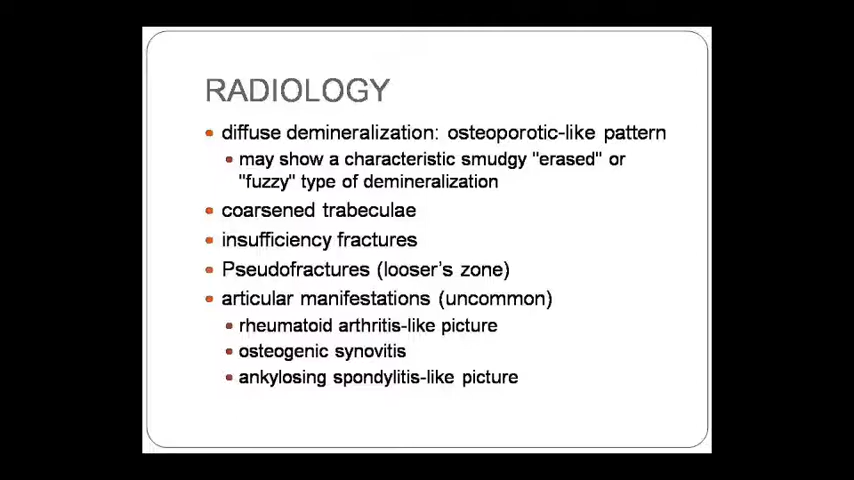 RADIOLOGY
• diffuse demineralization: osteoporotic-like pattern
• may show a characteristic smudgy "erased" or
"fuzzy" type of demineralization
• coarsened trabeculae
• insufficiency fractures
• Pseudofractures (looser's zone)
• articular manifestations (uncommon)
• rheumatoid arthritis-like picture
• osteogenic synovitis
• ankylosing spondylitis-like picture